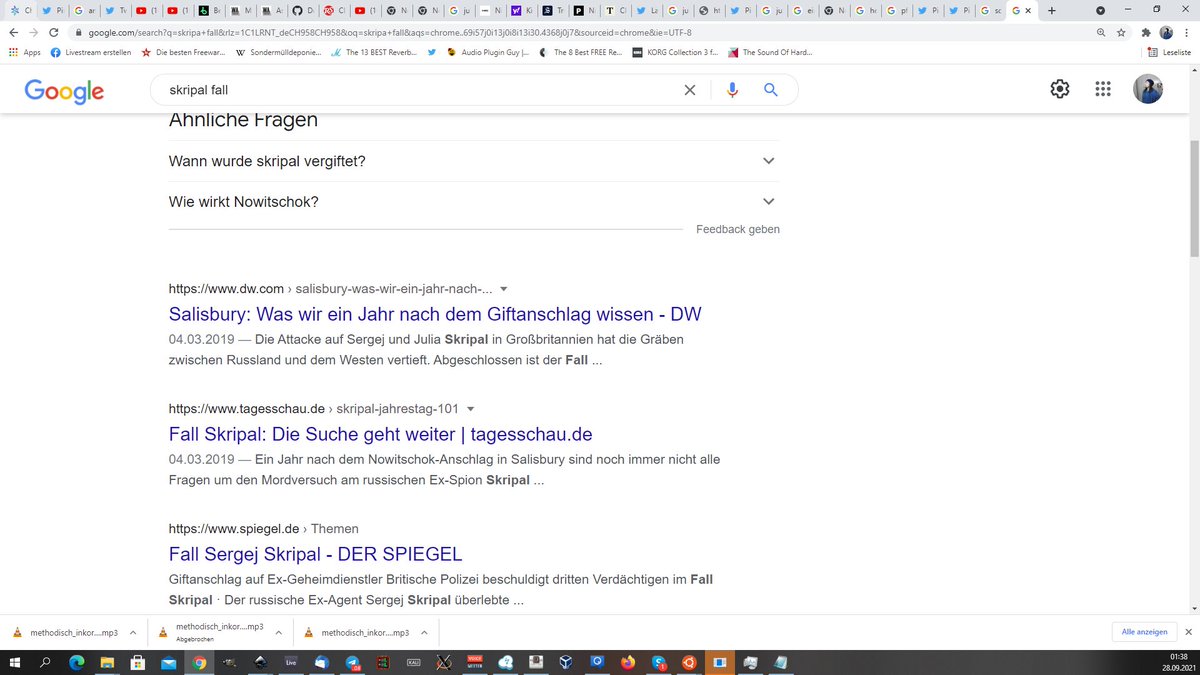 google.com/search?q=skripa+fall&rlz=1C1LRNT_deCH958CH958&oq=skripa+fall&aqs=chrome..69i57j0i13j0i8i13i30.4368j0j7&sourceid=chrome&ie=UTF-8
Apps Livestream erstellen Die besten Freewar... Sondermülldeponie... The 13 BEST Reverb... Audio Plugin Guy |... The 8 Best FREE Re... KORG Collection 3 f... The Sound Of Hard... Leseliste
Google skripal fall
Ähnliche Fragen
Wann wurde skripal vergiftet?
Wie wirkt Nowitschok?
Feedback geben
https://www.dw.com › salisbury-was-wir-ein-jahr-nach-...
Salisbury: Was wir ein Jahr nach dem Giftanschlag wissen - DW
04.03.2019 — Die Attacke auf Sergej und Julia Skripal in Großbritannien hat die Gräben
zwischen Russland und dem Westen vertieft. Abgeschlossen ist der Fall ...
https://www.tagesschau.de › skripal-jahrestag-101
Fall Skripal: Die Suche geht weiter | tagesschau.de
04.03.2019 — Ein Jahr nach dem Nowitschok-Anschlag in Salisbury sind noch immer nicht alle
Fragen um den Mordversuch am russischen Ex-Spion Skripal ...
https://www.spiegel.de › Themen
Fall Sergej Skripal - DER SPIEGEL
Giftanschlag auf Ex-Geheimdienstler Britische Polizei beschuldigt dritten Verdächtigen im Fall
Skripal · Der russische Ex-Agent Sergej Skripal überlebte ...
methodisch_inkor....mp3 methodisch_inkor....mp3 methodisch_inkor....mp3 Alle anzeigen
Abgebrochen
Live KALI
01:38
28.09.2021